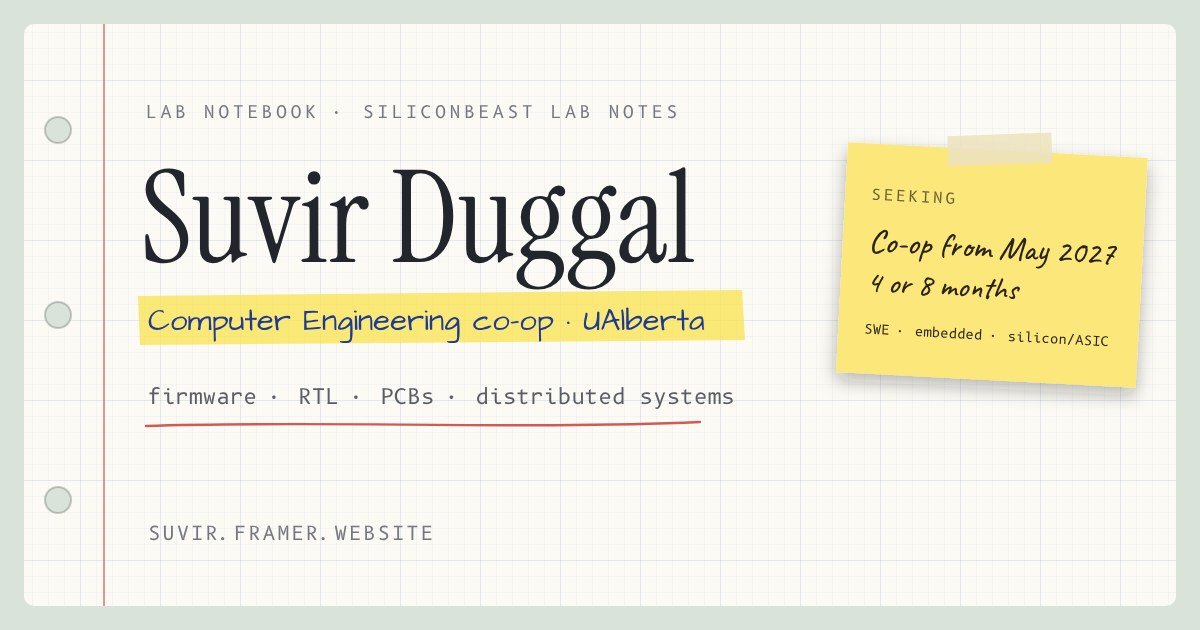 LAB NOTEBOOK · SILICONBEAST LAB NOTES
Suvir Duggal
Computer Engineering co-op · UAlberta
firmware · RTL · PCBs · distributed systems
SUVIR.FRAMER.WEBSITE
SEEKING
Co-op from May 2027
4 or 8 months
SWE · embedded · silicon/ASIC